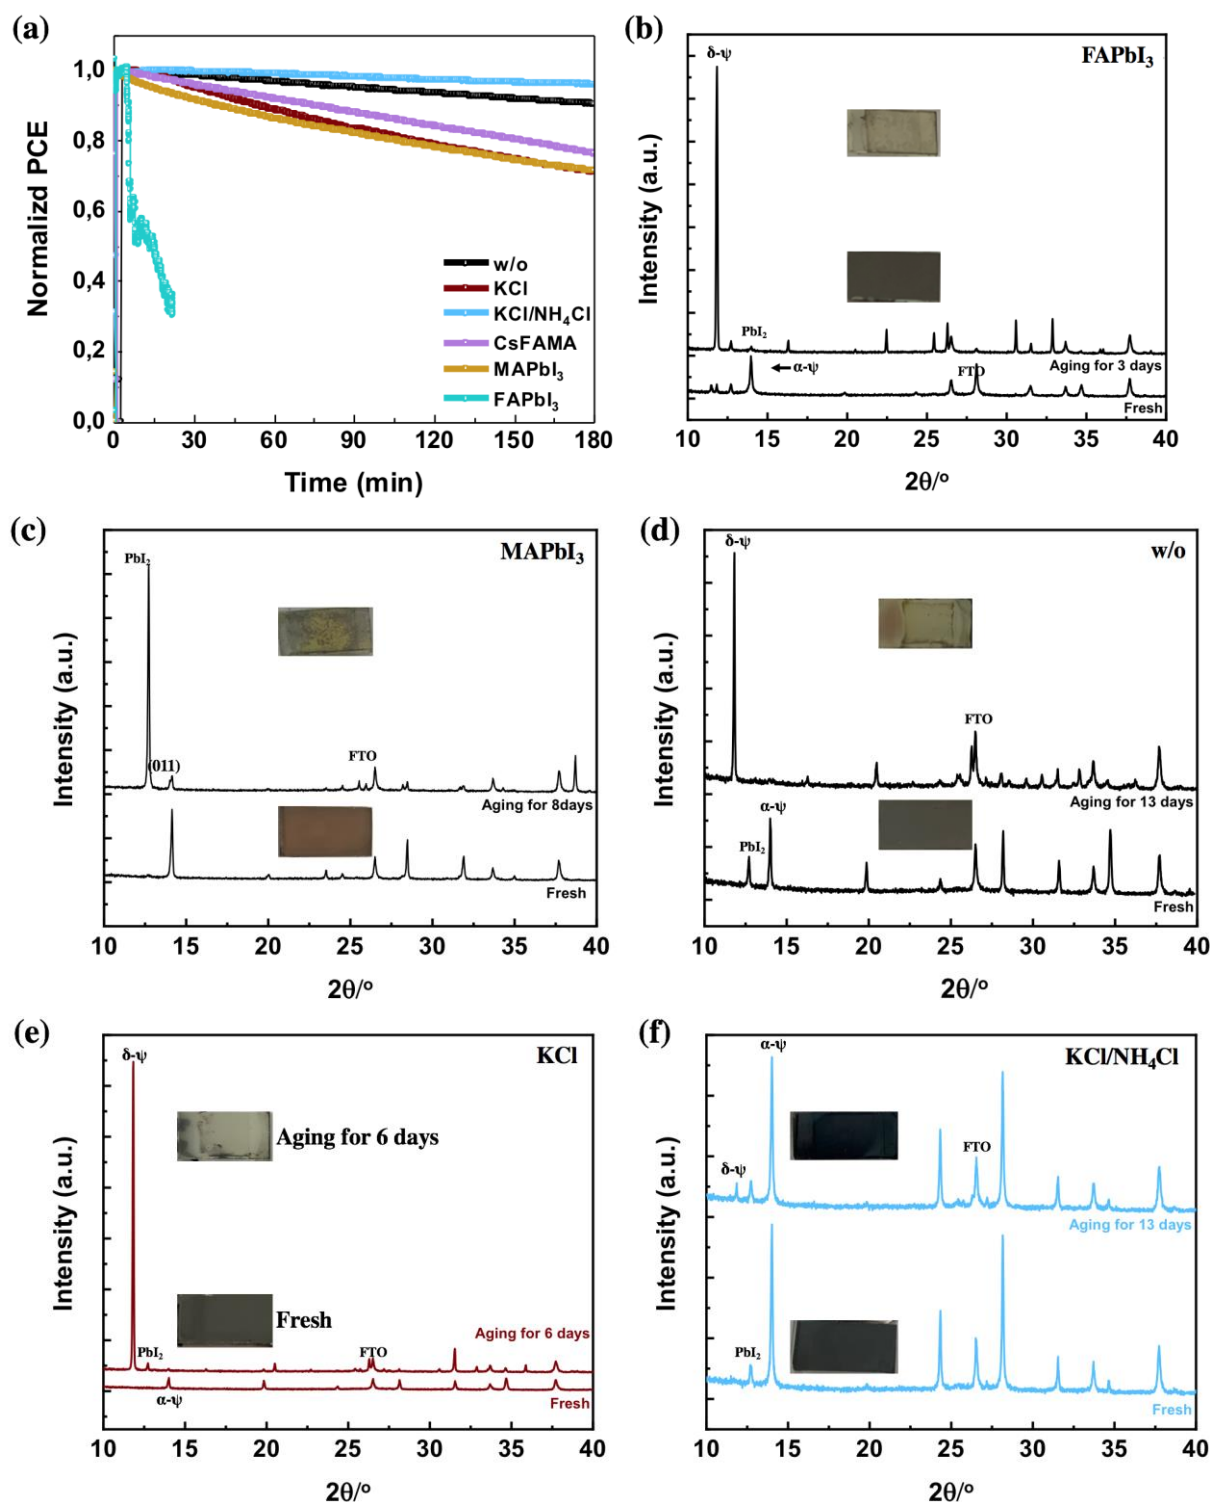 (a)
Normalizd PCE
1,0
0,8
0,6
0,4
0,2
0,0
w/o
KCl
KCl/NH₄Cl
CsFAMA
MAPbI₃
FAPbI₃
0 30 60 90 120 150 180
Time (min)
(b)
FAPbI₃
Intensity (a.u.)
δ-ψ
PbI₂
Aging for 3 days
α-ψ
FTO
Fresh
10 15 20 25 30 35 40
2θ/°
(c)
MAPbI₃
Intensity (a.u.)
PbI₂
(011)
FTO
Aging for 8days
Fresh
10 15 20 25 30 35 40
2θ/°
(d)
w/o
Intensity (a.u.)
δ-ψ
FTO
Aging for 13 days
α-ψ
PbI₂
Fresh
10 15 20 25 30 35 40
2θ/°
(e)
KCl
Intensity (a.u.)
δ-ψ
Aging for 6 days
Fresh
Aging for 6 days
PbI₂
FTO
α-ψ
Fresh
10 15 20 25 30 35 40
2θ/°
(f)
KCl/NH₄Cl
Intensity (a.u.)
α-ψ
δ-ψ
FTO
Aging for 13 days
PbI₂
Fresh
10 15 20 25 30 35 40
2θ/°